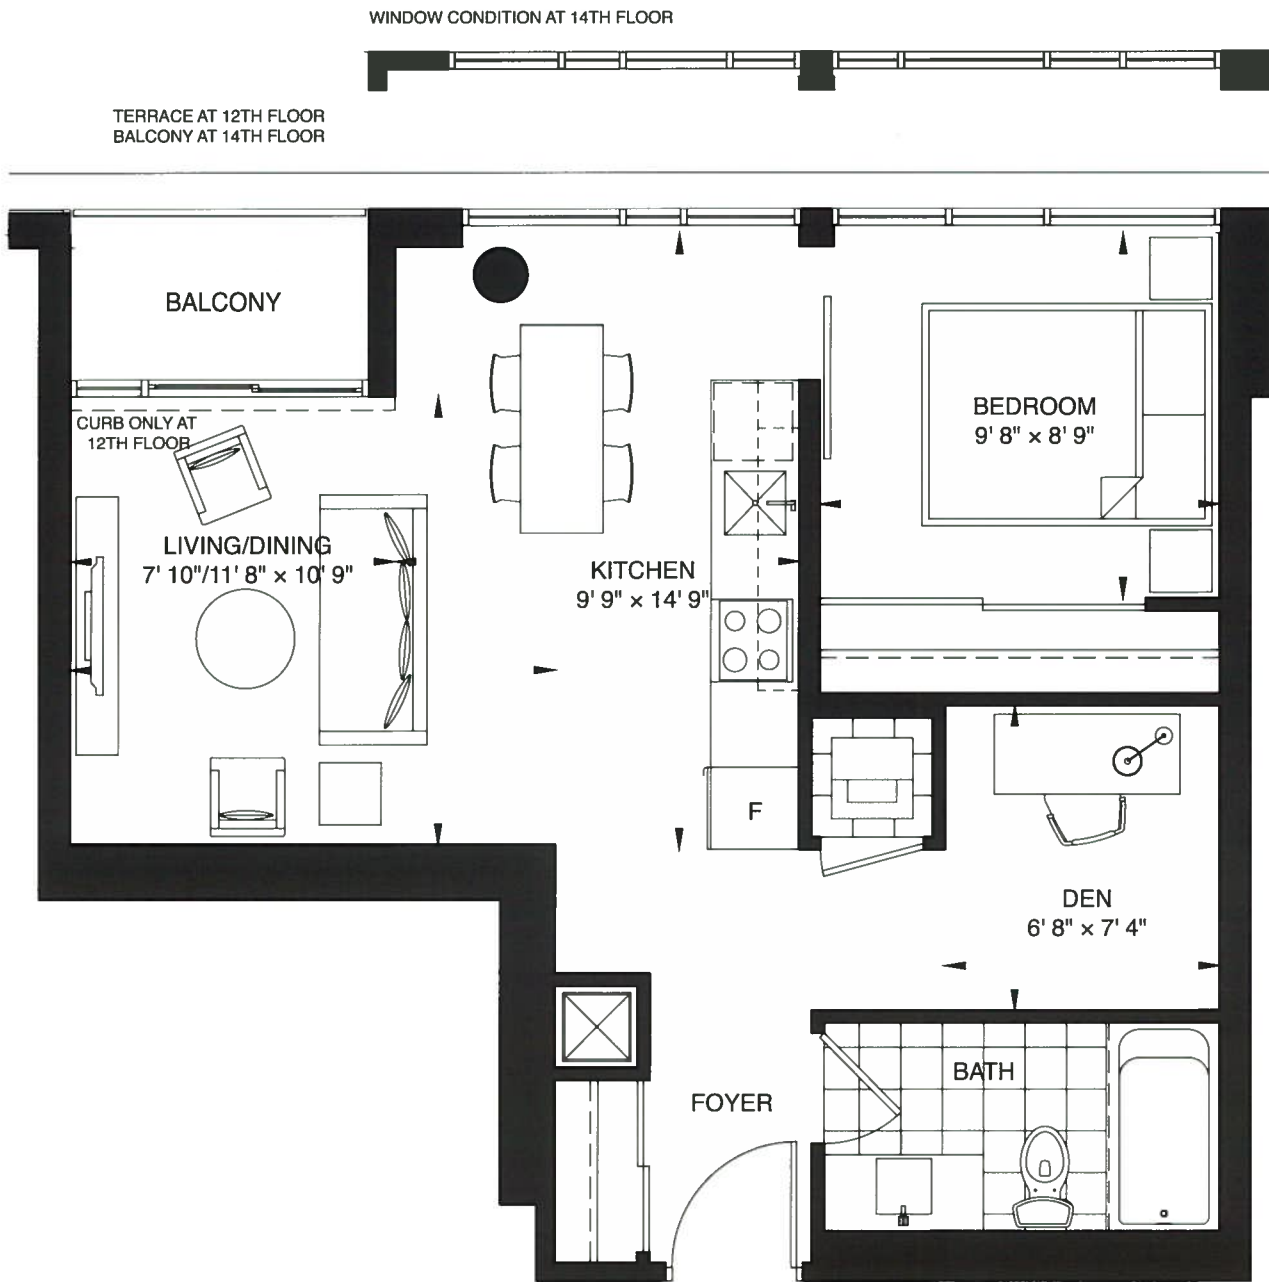 WINDOW CONDITION AT 14TH FLOOR
TERRACE AT 12TH FLOOR
BALCONY AT 14TH FLOOR
BALCONY
CURB ONLY AT
12TH FLOOR
BEDROOM
9' 8" × 8' 9"
LIVING/DINING
7' 10"/11' 8" × 10' 9"
KITCHEN
9' 9" × 14' 9"
F
DEN
6' 8" × 7' 4"
BATH
FOYER